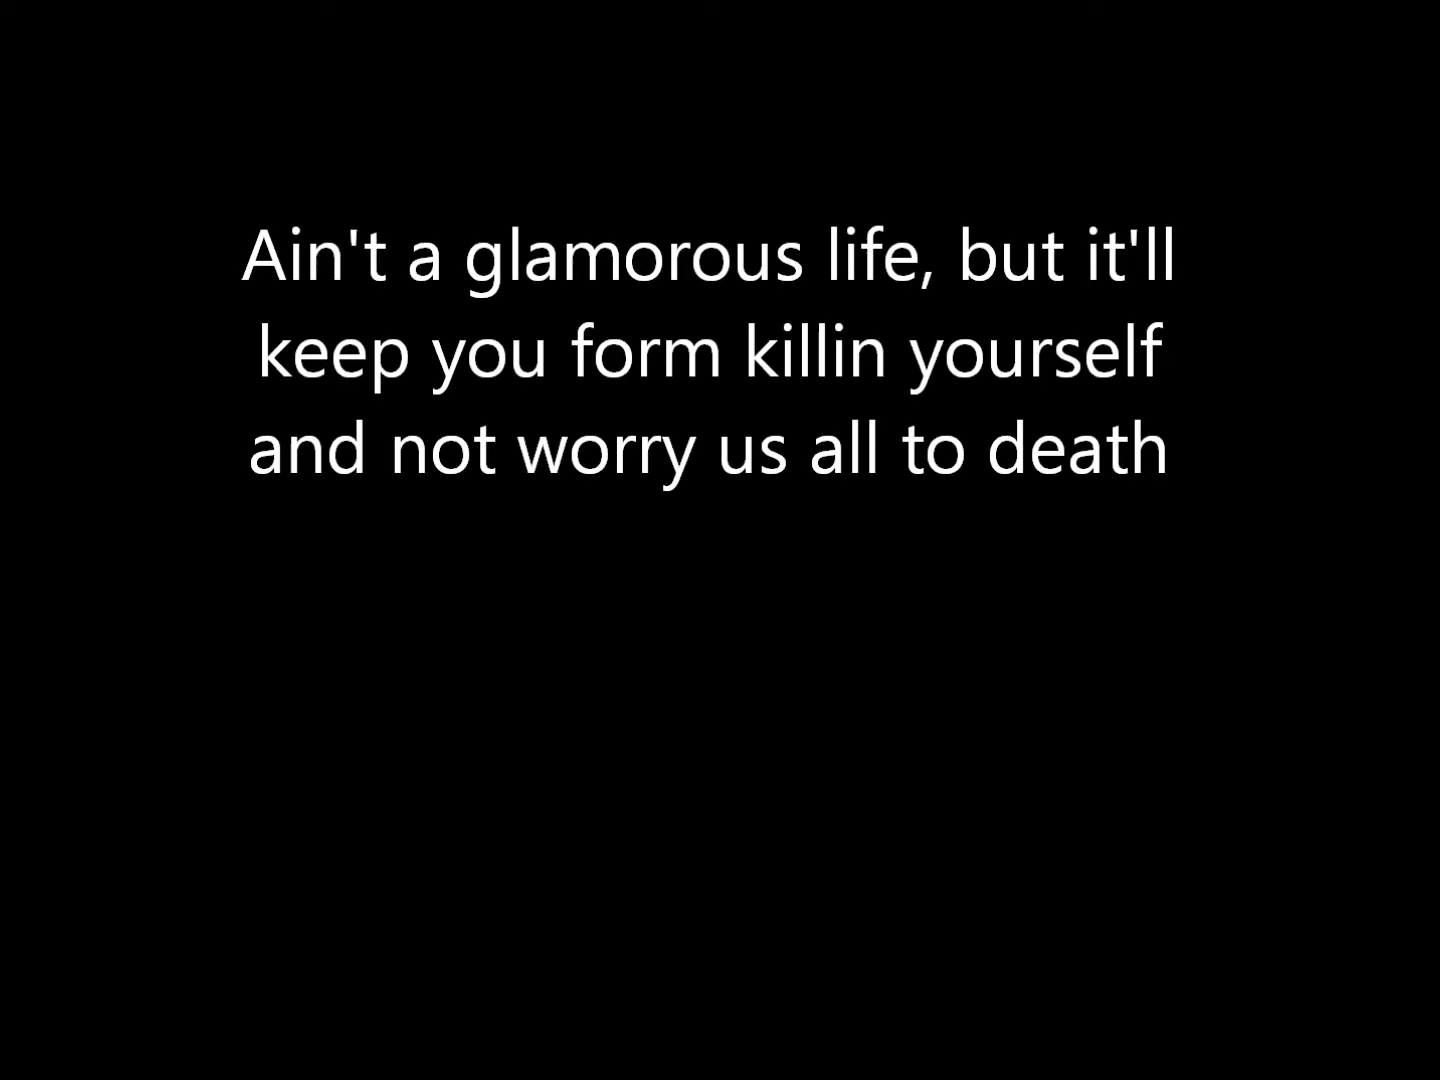 Ain't a glamorous life, but it'll
keep you form killin yourself
and not worry us all to death